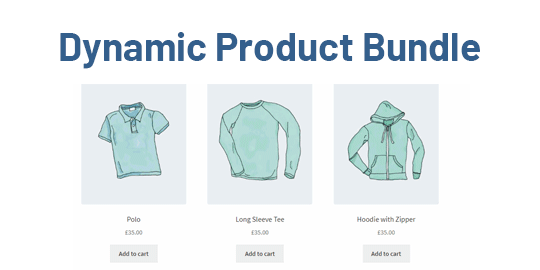 Dynamic Product Bundle
Polo
Long Sleeve Tee
Hoodie with Zipper
£35.00
£35.00
£35.00
Add to cart
Add to cart
Add to cart